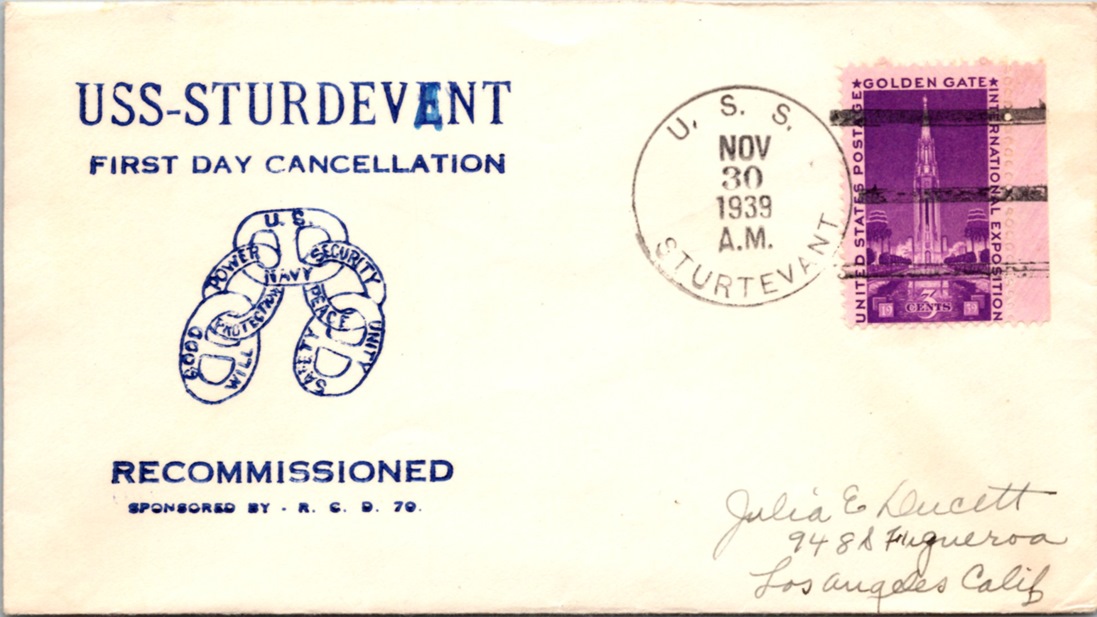 USS-STURDEVANT
FIRST DAY CANCELLATION
U.S.
POWER
SECURITY
NAVY
PROTECTION
PEACE
GOOD
WILL
SAFETY
UNITY
RECOMMISSIONED
SPONSORED BY - R. C. D. 70.
U. S. S.
NOV
30
1939
A.M.
STURTEVANT
★GOLDEN GATE★
UNITED STATES POSTAGE
INTERNATIONAL EXPOSITION
3
CENTS
Julia E Ducett
948 S Figueroa
Los Angeles Calif